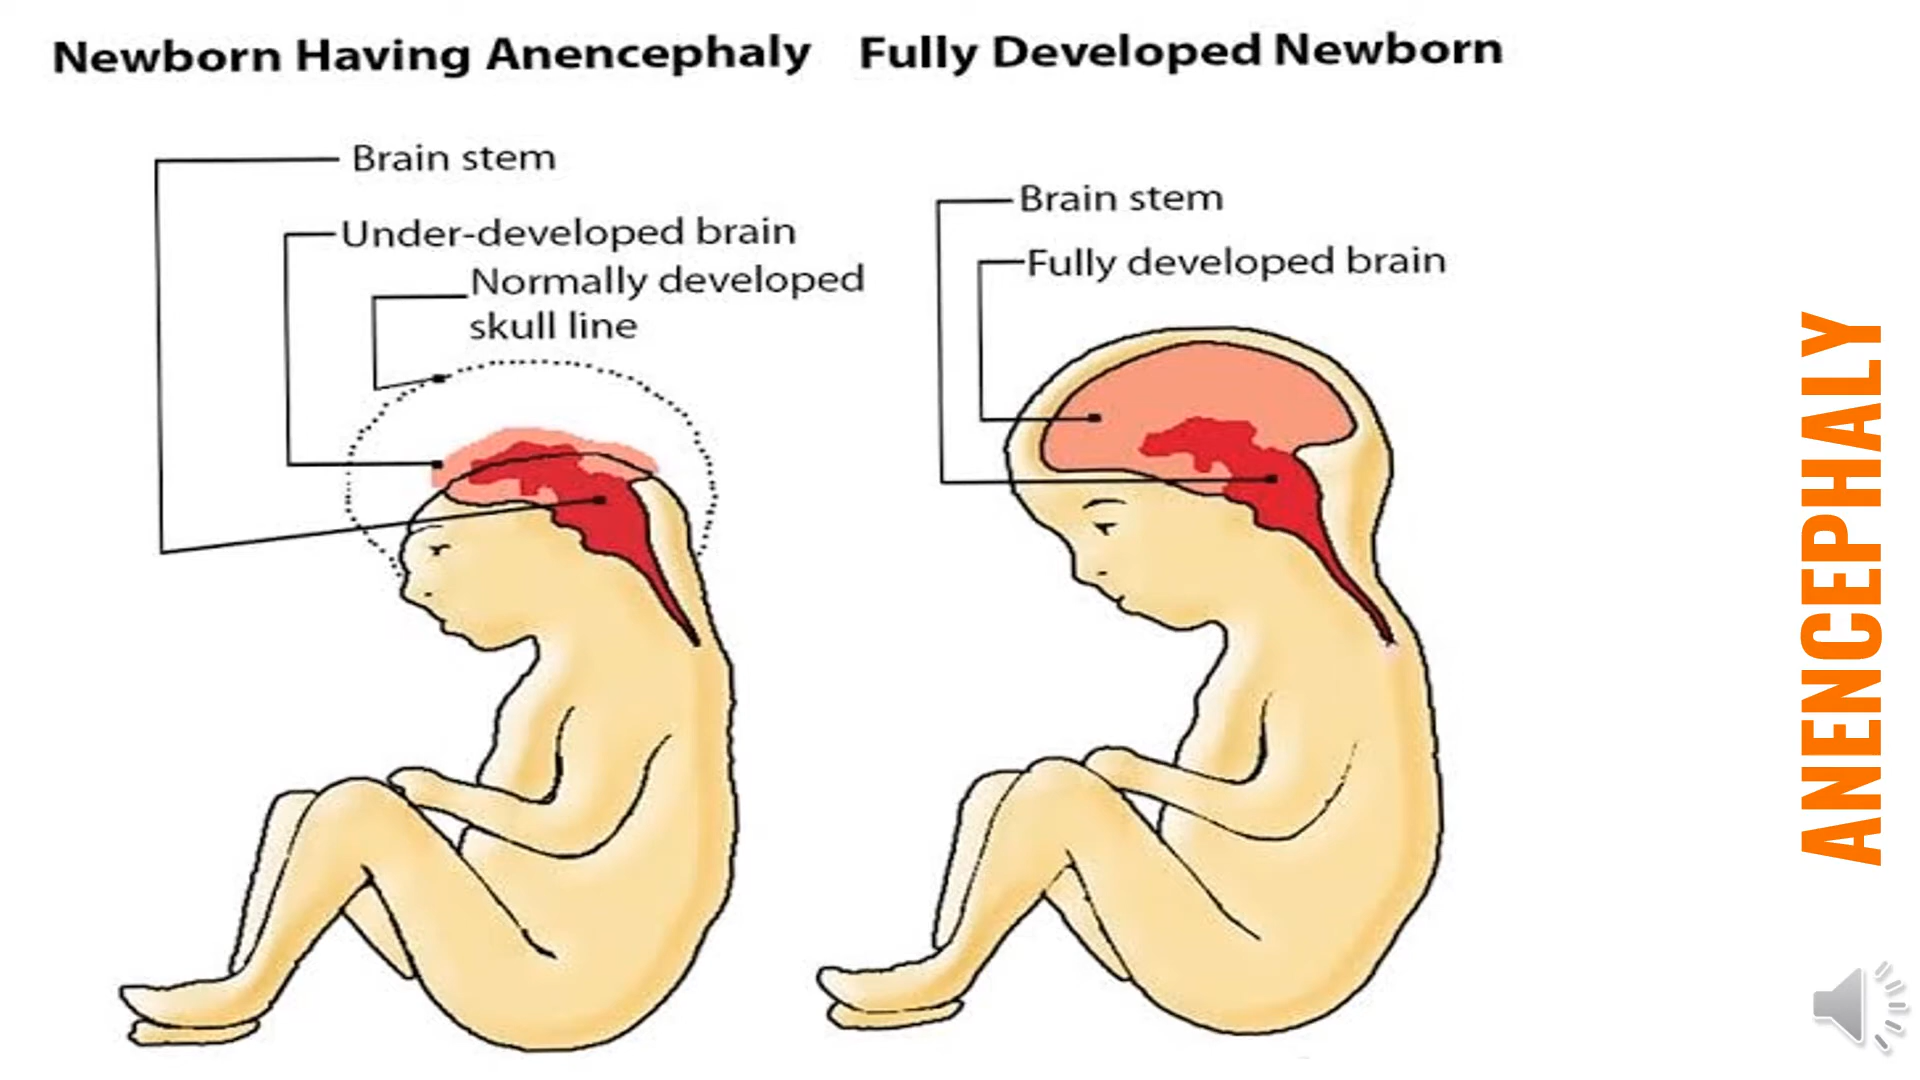 Newborn Having Anencephaly
Fully Developed Newborn
Brain stem
Under-developed brain
Normally developed
skull line
Brain stem
Fully developed brain
ANENCEPHALY